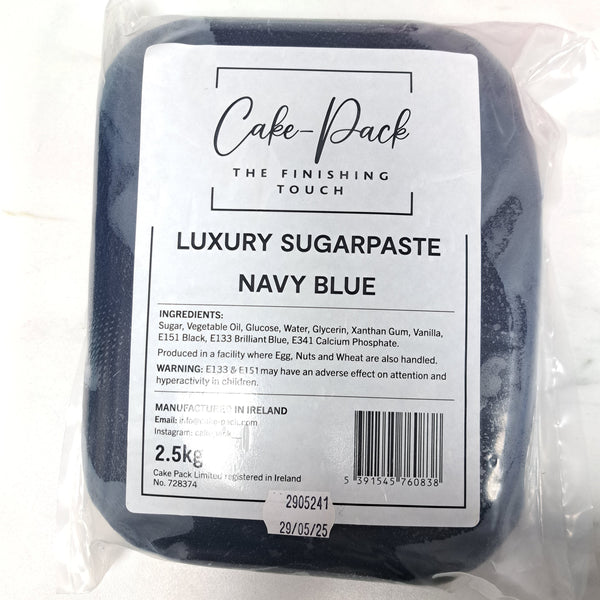 Cake-Pack
THE FINISHING
TOUCH
LUXURY SUGARPASTE
NAVY BLUE
INGREDIENTS:
Sugar, Vegetable Oil, Glucose, Water, Glycerin, Xanthan Gum, Vanilla,
E151 Black, E133 Brilliant Blue, E341 Calcium Phosphate.
Produced in a facility where Egg, Nuts and Wheat are also handled.
WARNING: E133 & E151 may have an adverse effect on attention and
hyperactivity in children.
MANUFACTURED IN IRELAND
Email:
Instagram:
2.5kg
Cake Pack Limited registered in Ireland
No. 728374
5 391545 760838
2905241
29/05/25